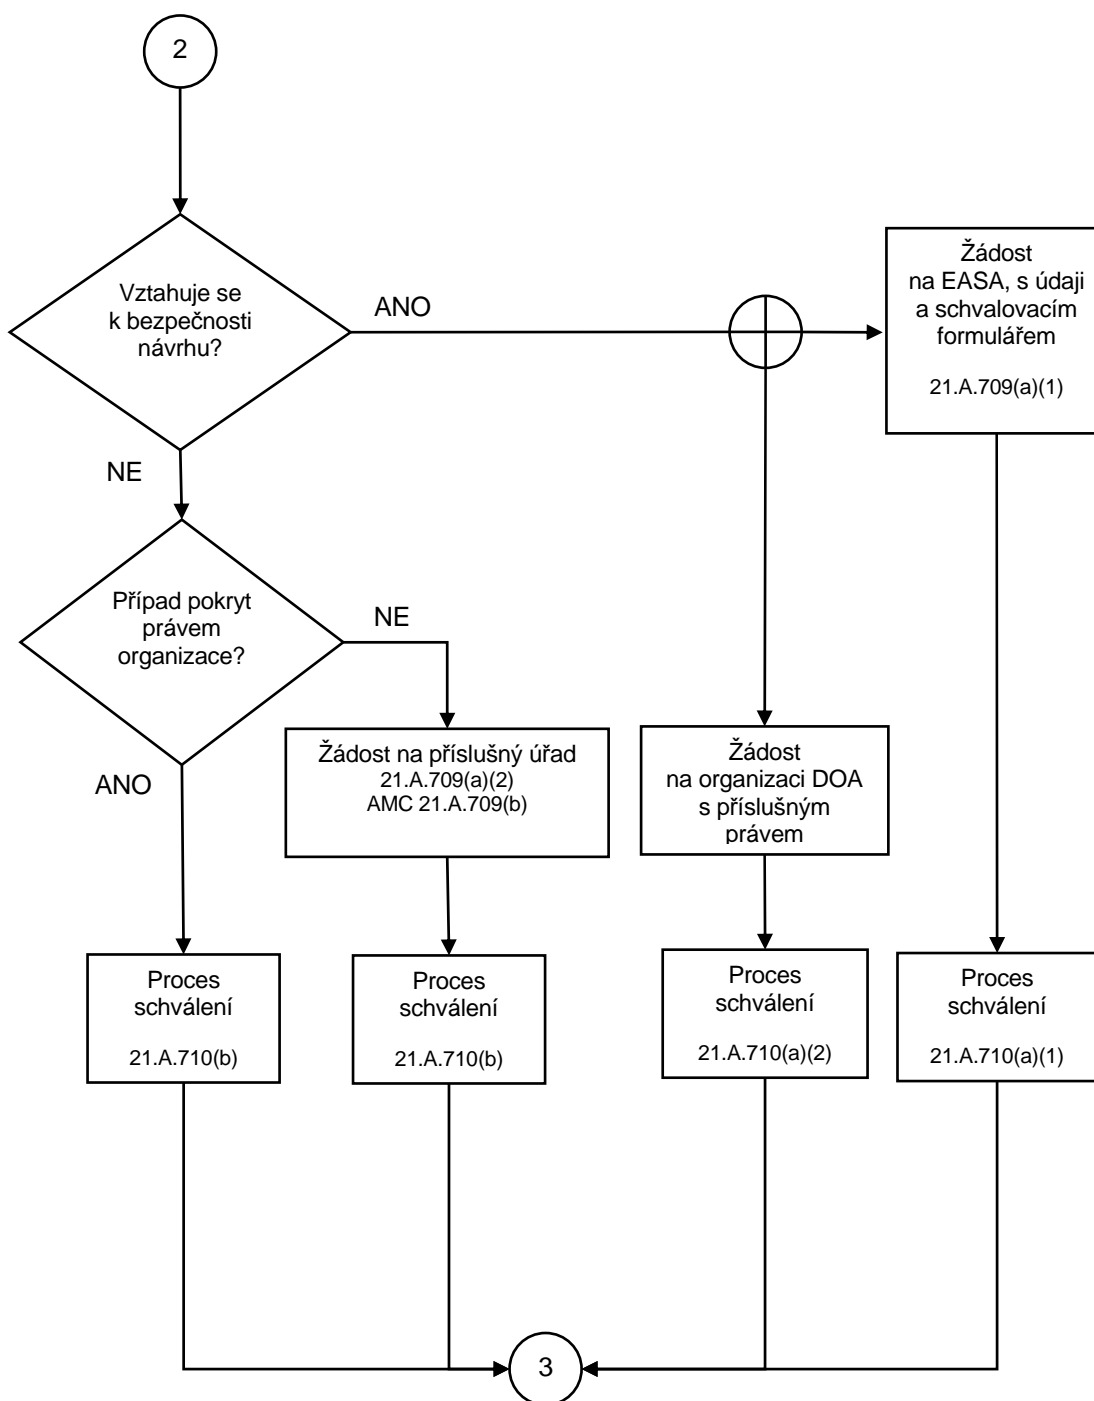 2
Vztahuje se
k bezpečnosti
návrhu?
ANO
Žádost
na EASA, s údaji
a schvalovacím
formulářem
21.A.709(a)(1)
NE
Případ pokryt
právem
organizace?
NE
ANO
Žádost na příslušný úřad
21.A.709(a)(2)
AMC 21.A.709(b)
Žádost
na organizaci DOA
s příslušným
právem
Proces
schválení
21.A.710(b)
Proces
schválení
21.A.710(b)
Proces
schválení
21.A.710(a)(2)
Proces
schválení
21.A.710(a)(1)
3